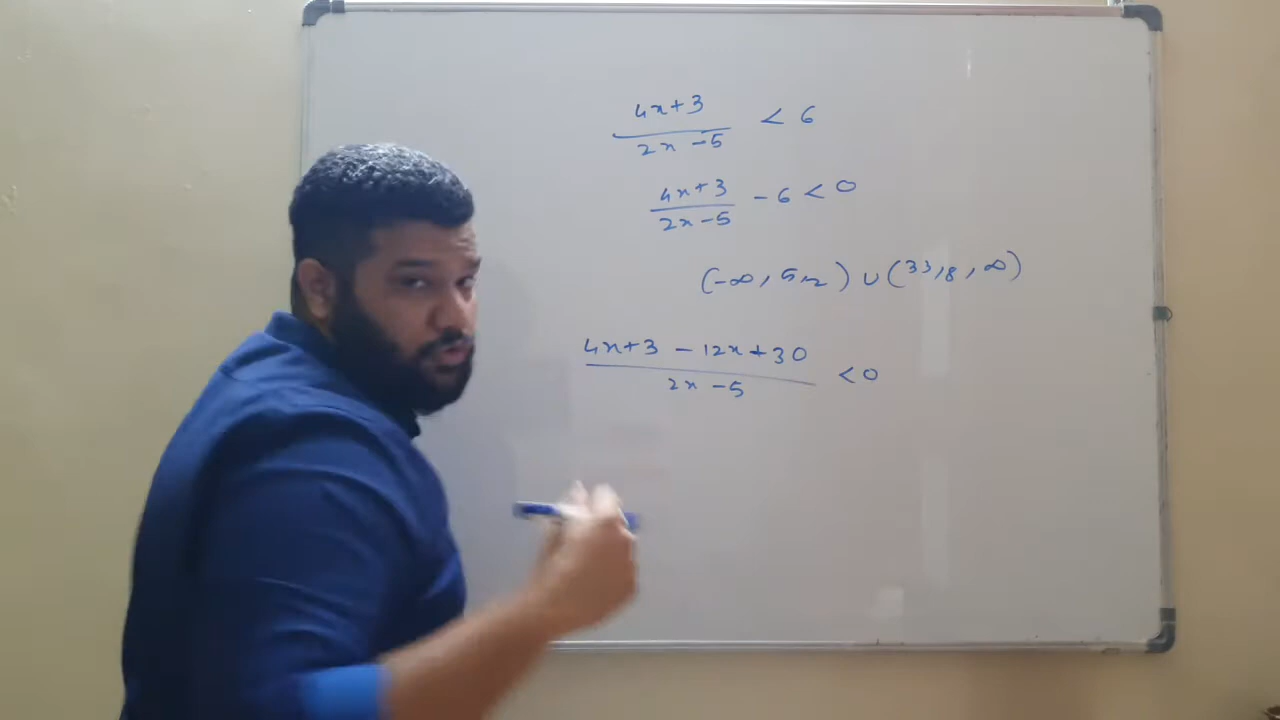 4x+3 / 2x-5 < 6
4x+3 / 2x-5 - 6 < 0
(-∞, 5/2) ∪ (33/8, ∞)
4x+3 - 12x+30 / 2x-5 < 0